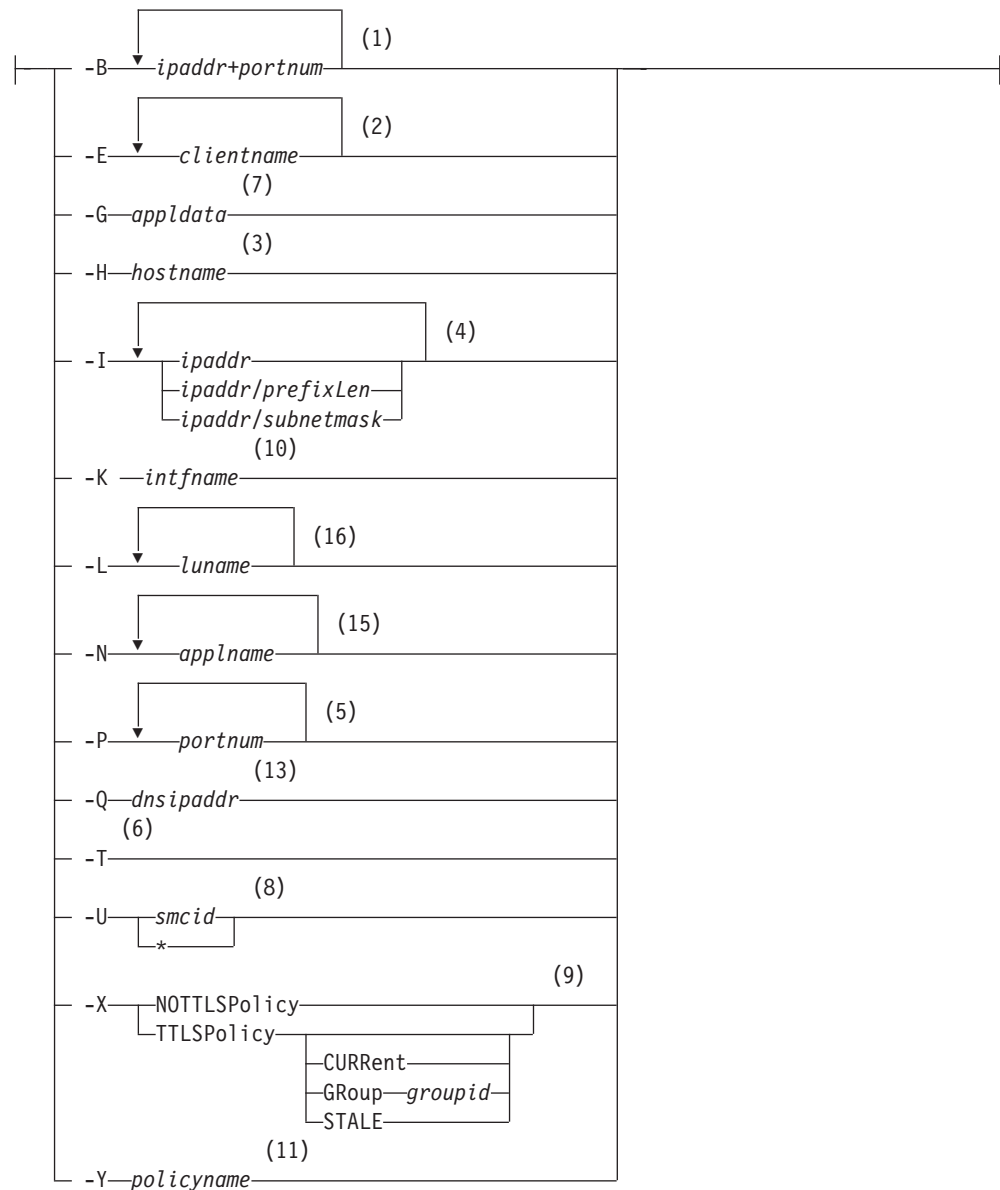 (1)
-B ipaddr+portnum
(2)
-E clientname
(7)
-G appldata
(3)
-H hostname
(4)
-I ipaddr
ipaddr/prefixLen
ipaddr/subnetmask
(10)
-K intfname
(16)
-L luname
(15)
-N applname
(5)
-P portnum
(13)
-Q dnsipaddr
(6)
-T
(8)
-U smcid
*
(9)
-X NOTTLSPolicy
TTLSPolicy
CURRent
GRoup groupid
STALE
(11)
-Y policyname